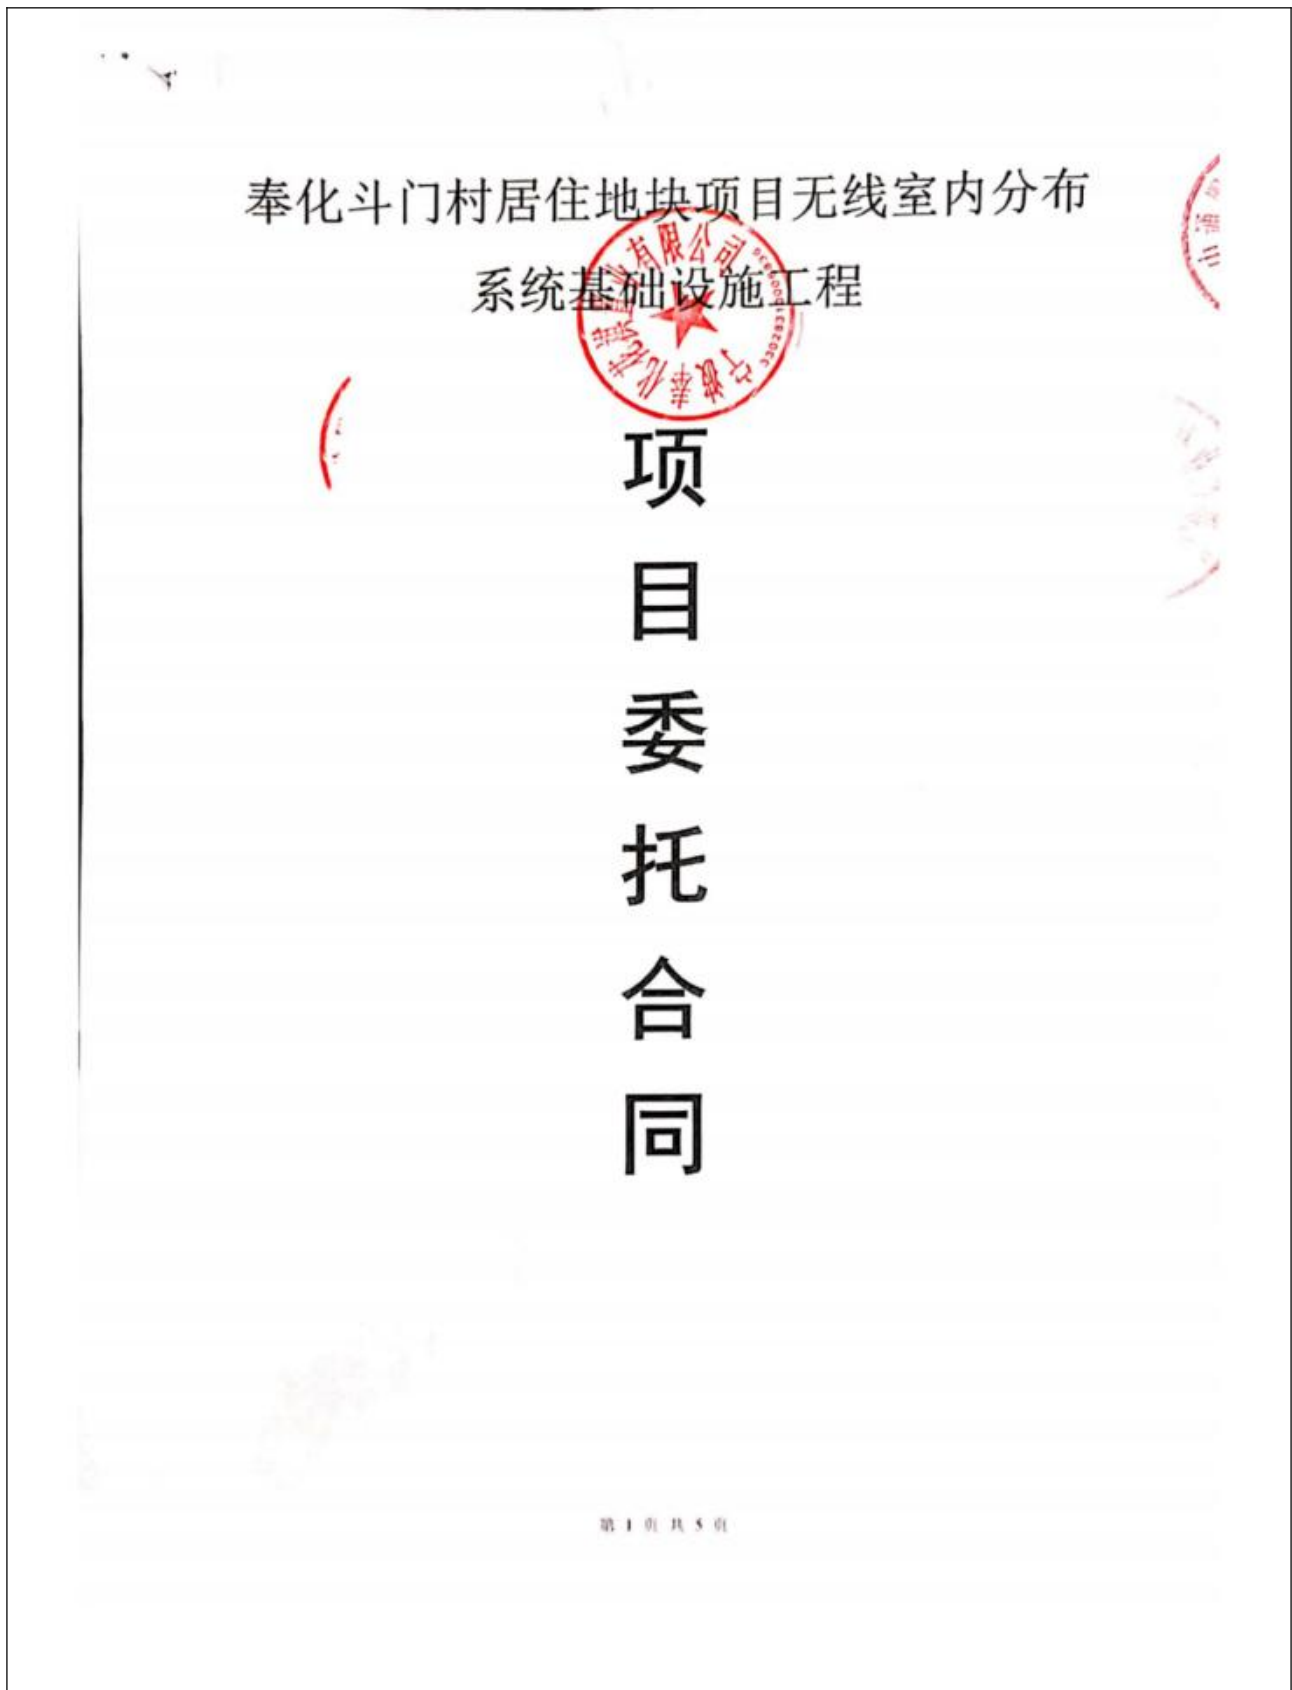 奉化斗门村居住地块项目无线室内分布
系统基础设施工程
项
目
委
托
合
同
第 1 页 共 5 页